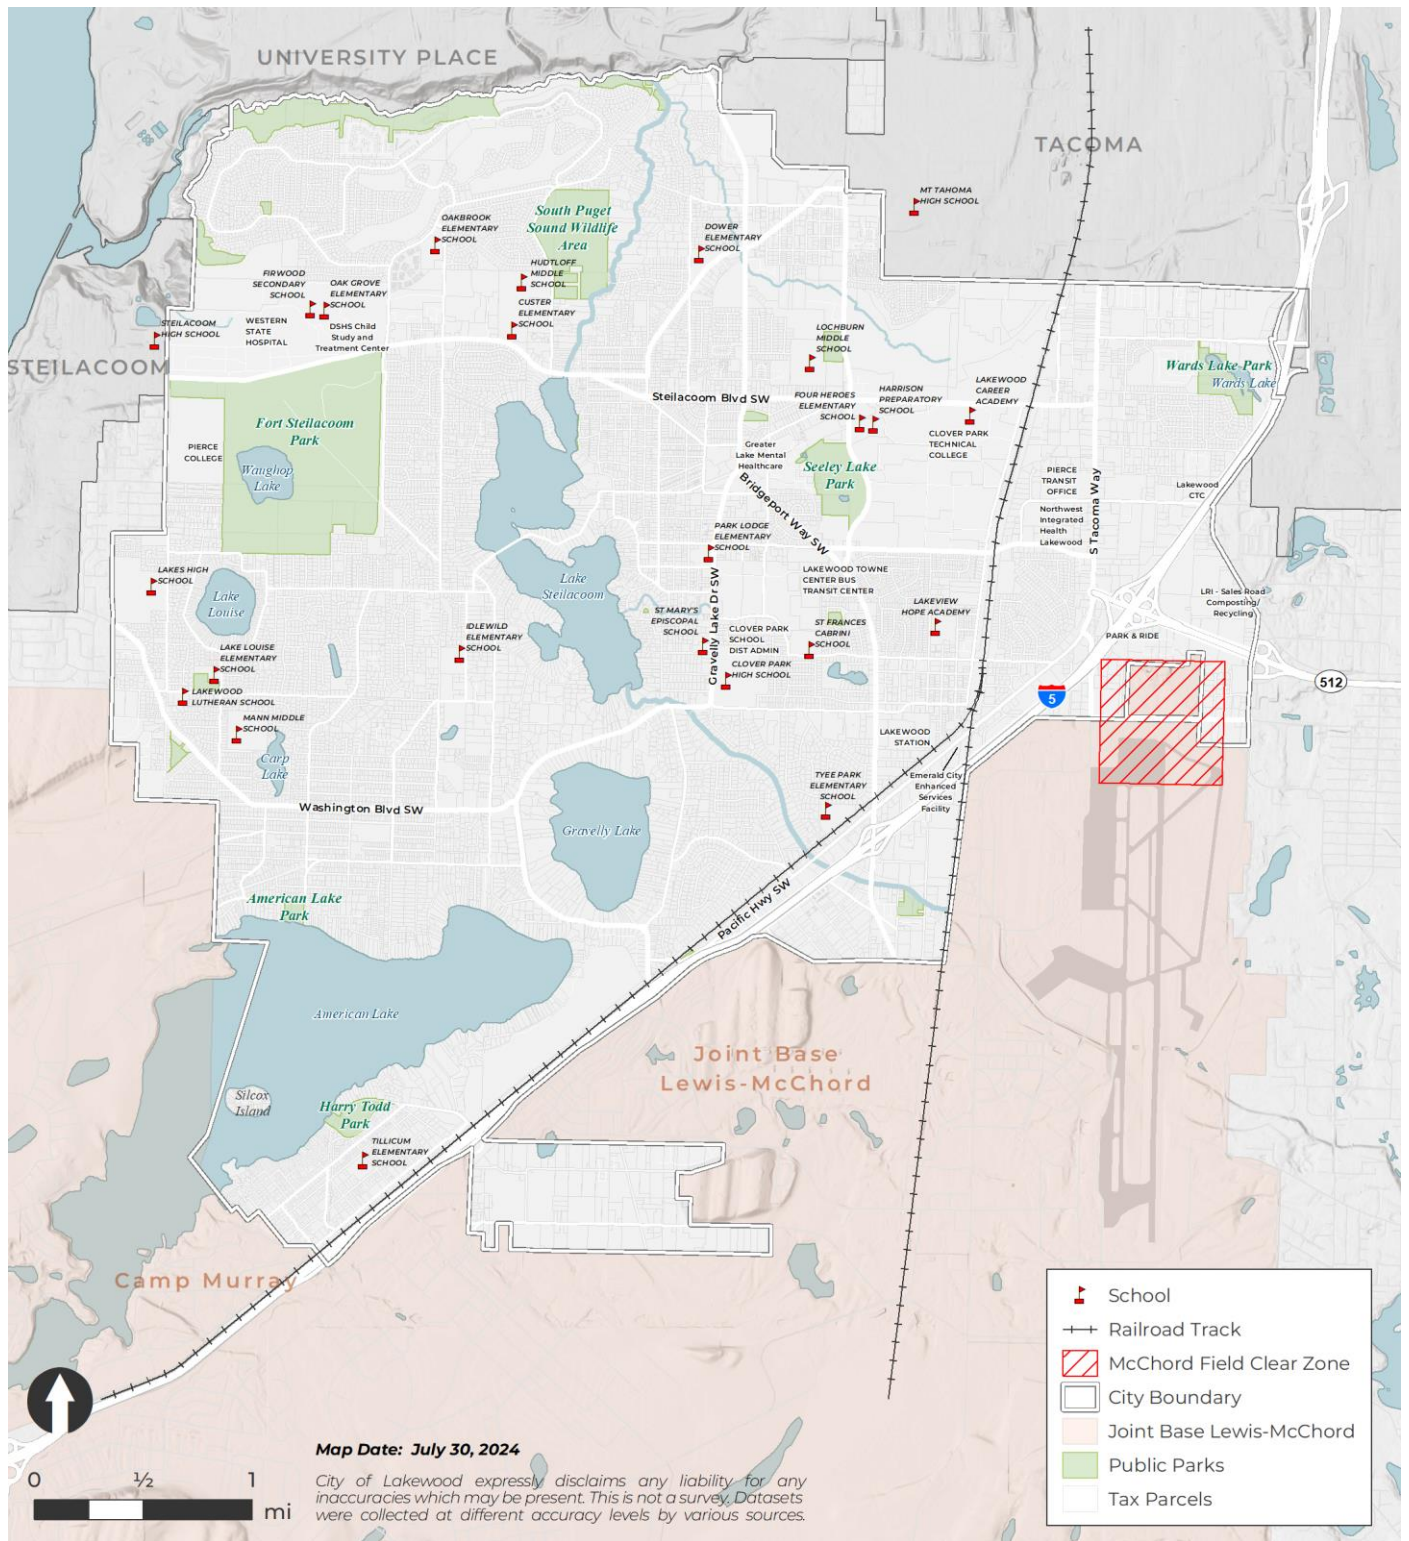 UNIVERSITY PLACE
TACOMA
MT TAHOMA
HIGH SCHOOL
OAKBROOK
ELEMENTARY
SCHOOL
South Puget
Sound Wildlife
Area
DOWER
ELEMENTARY
SCHOOL
HUDTLOFF
MIDDLE
SCHOOL
FIRWOOD
SECONDARY
SCHOOL
OAK GROVE
ELEMENTARY
SCHOOL
CUSTER
ELEMENTARY
SCHOOL
STEILACOOM
HIGH SCHOOL
WESTERN
STATE
HOSPITAL
DSHS Child
Study and
Treatment Center
LOCHBURN
MIDDLE
SCHOOL
STEILACOOM
Wards Lake Park
Wards Lake
Steilacoom Blvd SW
FOUR HEROES
ELEMENTARY
SCHOOL
HARRISON
PREPARATORY
SCHOOL
LAKEWOOD
CAREER
ACADEMY
Fort Steilacoom
Park
PIERCE
COLLEGE
Waughop
Lake
Greater
Lake Mental
Healthcare
CLOVER PARK
TECHNICAL
COLLEGE
Seeley Lake
Park
PIERCE
TRANSIT
OFFICE
S Tacoma Way
Lakewood
CTC
Bridgeport Way SW
Northwest
Integrated
Health
Lakewood
PARK LODGE
ELEMENTARY
SCHOOL
LAKES HIGH
SCHOOL
Lake
Louise
Lake
Steilacoom
LAKEWOOD TOWNE
CENTER BUS
TRANSIT CENTER
LRI - Sales Road
Composting/
Recycling
Gravelly Lake Dr SW
ST MARY'S
EPISCOPAL
SCHOOL
CLOVER PARK
SCHOOL
DIST ADMIN
ST FRANCES
CABRINI
SCHOOL
LAKEVIEW
HOPE ACADEMY
PARK & RIDE
IDLEWILD
ELEMENTARY
SCHOOL
LAKE LOUISE
ELEMENTARY
SCHOOL
CLOVER PARK
HIGH SCHOOL
512
LAKEWOOD
LUTHERAN SCHOOL
5
MANN MIDDLE
SCHOOL
Carp
Lake
LAKEWOOD
STATION
TYEE PARK
ELEMENTARY
SCHOOL
Emerald City
Enhanced
Services
Facility
Washington Blvd SW
Gravelly Lake
American Lake
Park
Pacific Hwy SW
American Lake
Joint Base
Lewis-McChord
Silcox
Island
Harry Todd
Park
TILLICUM
ELEMENTARY
SCHOOL
Camp Murray
School
Railroad Track
McChord Field Clear Zone
City Boundary
Joint Base Lewis-McChord
Public Parks
Tax Parcels
Map Date: July 30, 2024
City of Lakewood expressly disclaims any liability for any
inaccuracies which may be present. This is not a survey. Datasets
were collected at different accuracy levels by various sources.
0 ½ 1
mi